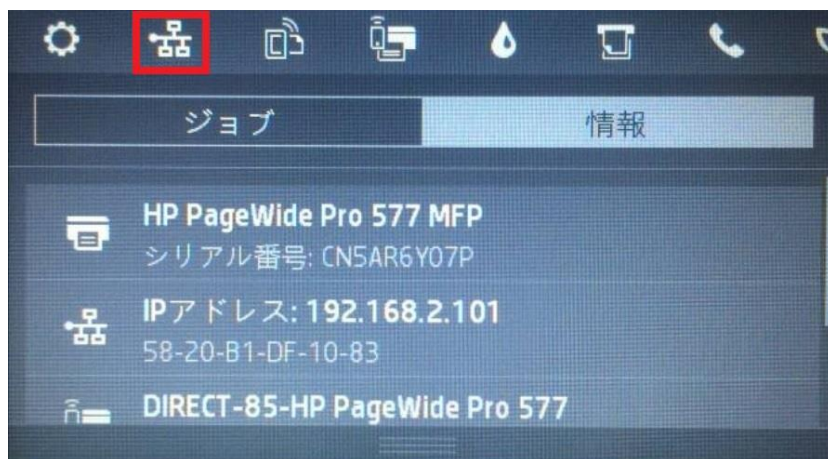 ジョブ
情報
HP PageWide Pro 577 MFP
シリアル番号: CN5AR6Y07P
IPアドレス: 192.168.2.101
58-20-B1-DF-10-83
DIRECT-85-HP PageWide Pro 577